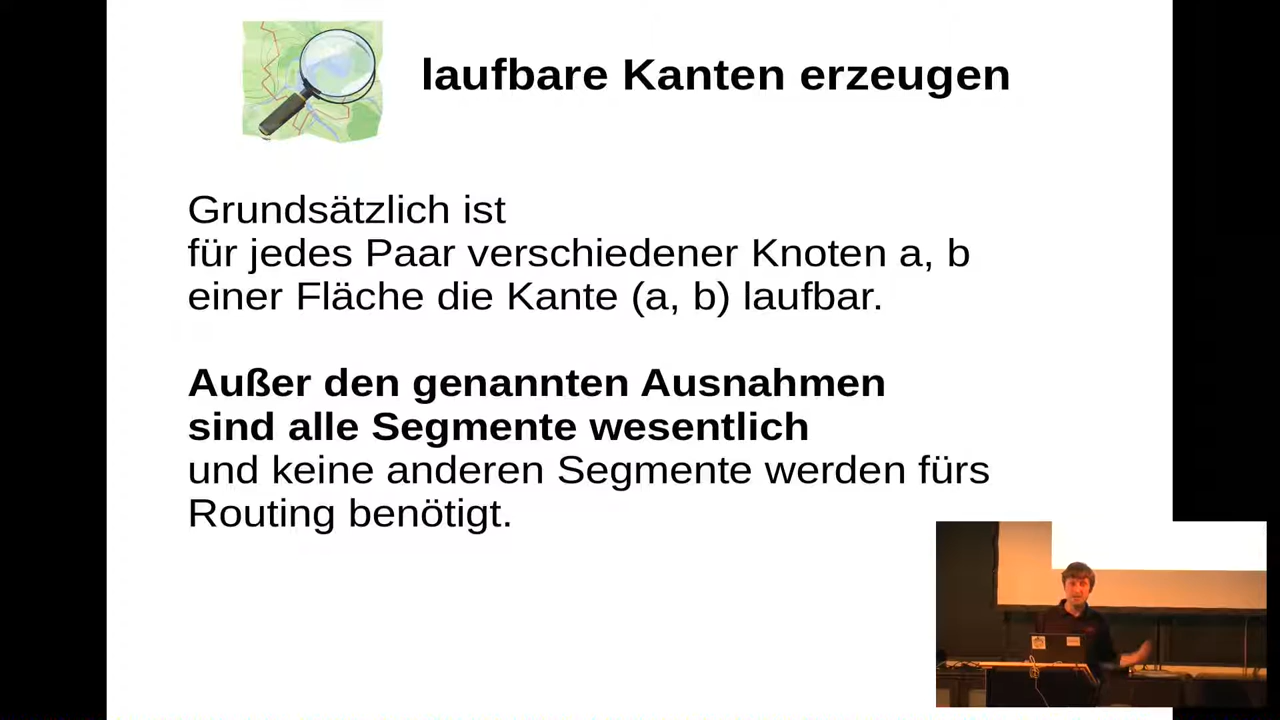 laufbare Kanten erzeugen
Grundsätzlich ist
für jedes Paar verschiedener Knoten a, b
einer Fläche die Kante (a, b) laufbar.
Außer den genannten Ausnahmen
sind alle Segmente wesentlich
und keine anderen Segmente werden fürs
Routing benötigt.